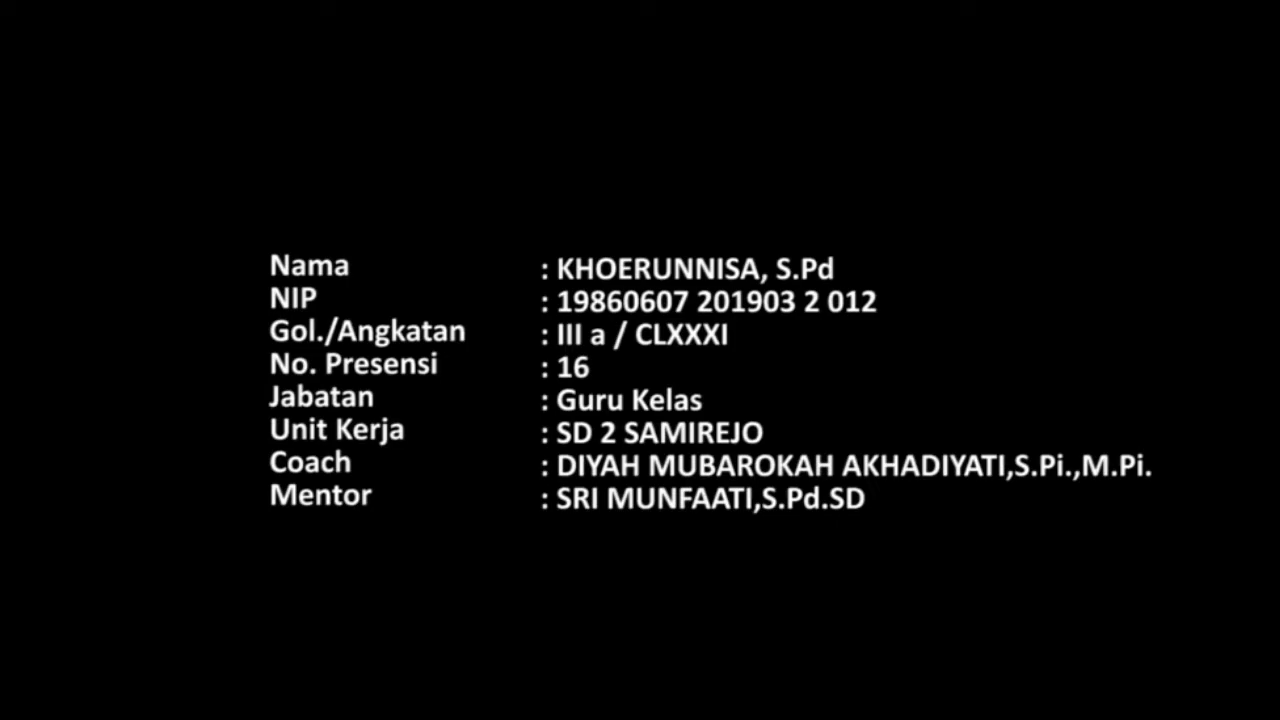 Nama : KHOERUNNISA, S.Pd
NIP : 19860607 201903 2 012
Gol./Angkatan : III a / CLXXXI
No. Presensi : 16
Jabatan : Guru Kelas
Unit Kerja : SD 2 SAMIREJO
Coach : DIYAH MUBAROKAH AKHADIYATI,S.Pi.,M.Pi.
Mentor : SRI MUNFAATI,S.Pd.SD